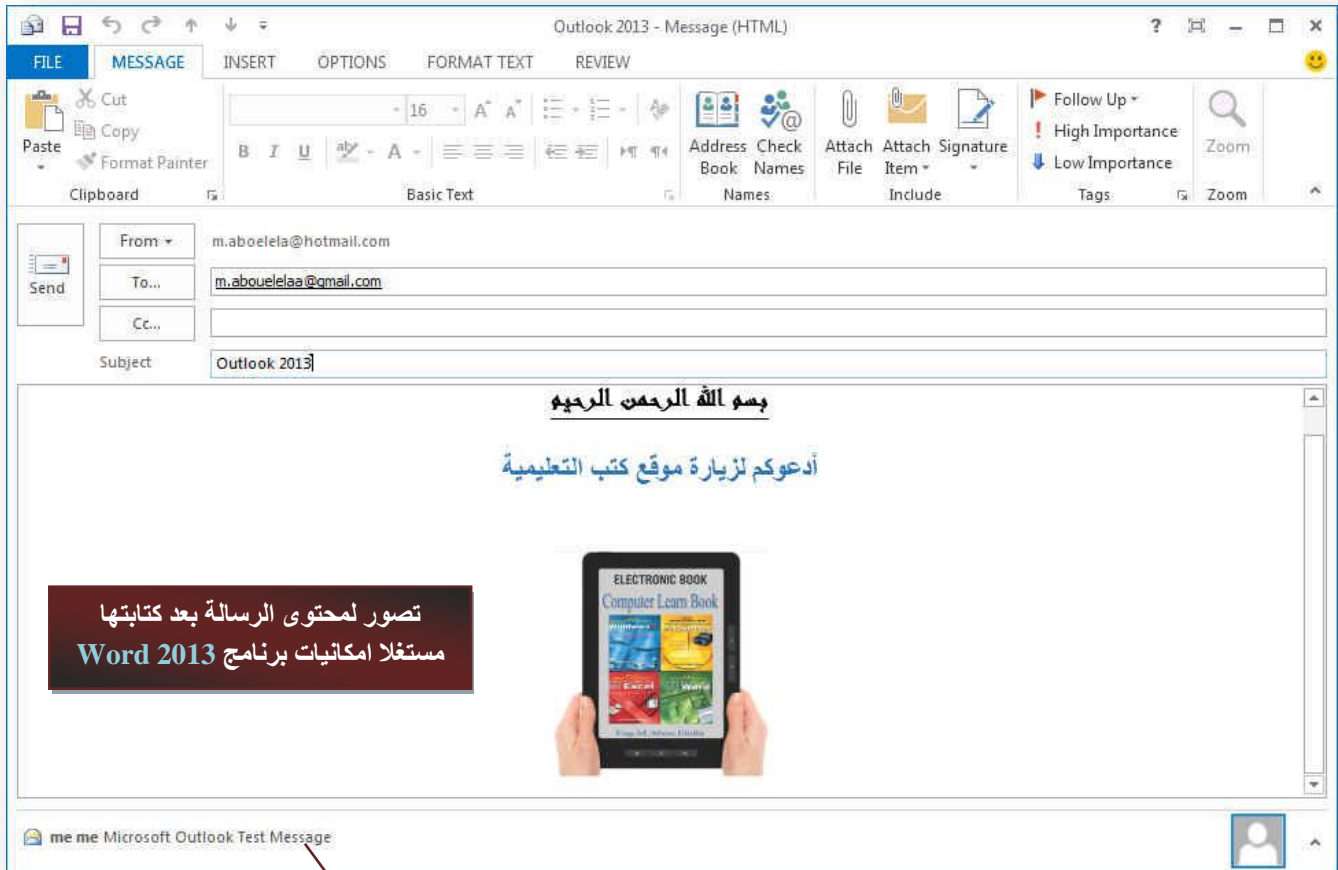 Outlook 2013 - Message (HTML)
FILE MESSAGE INSERT OPTIONS FORMAT TEXT REVIEW
Paste
Cut
Copy
Format Painter
Clipboard
16
B I U
Basic Text
Address Book
Check Names
Names
Attach File
Attach Item
Signature
Include
Follow Up
High Importance
Low Importance
Tags
Zoom
Zoom
Send
From m.aboelela@hotmail.com
To... m.abouelelaa@gmail.com
Cc...
Subject Outlook 2013
بسم الله الرحمن الرحيم
أدعوكم لزيارة موقع كتب التعليمية
ELECTRONIC BOOK
Computer Learn Book
Excel
Word
تصور لمحتوى الرسالة بعد كتابتها
مستغلا امكانيات برنامج Word 2013
me me Microsoft Outlook Test Message